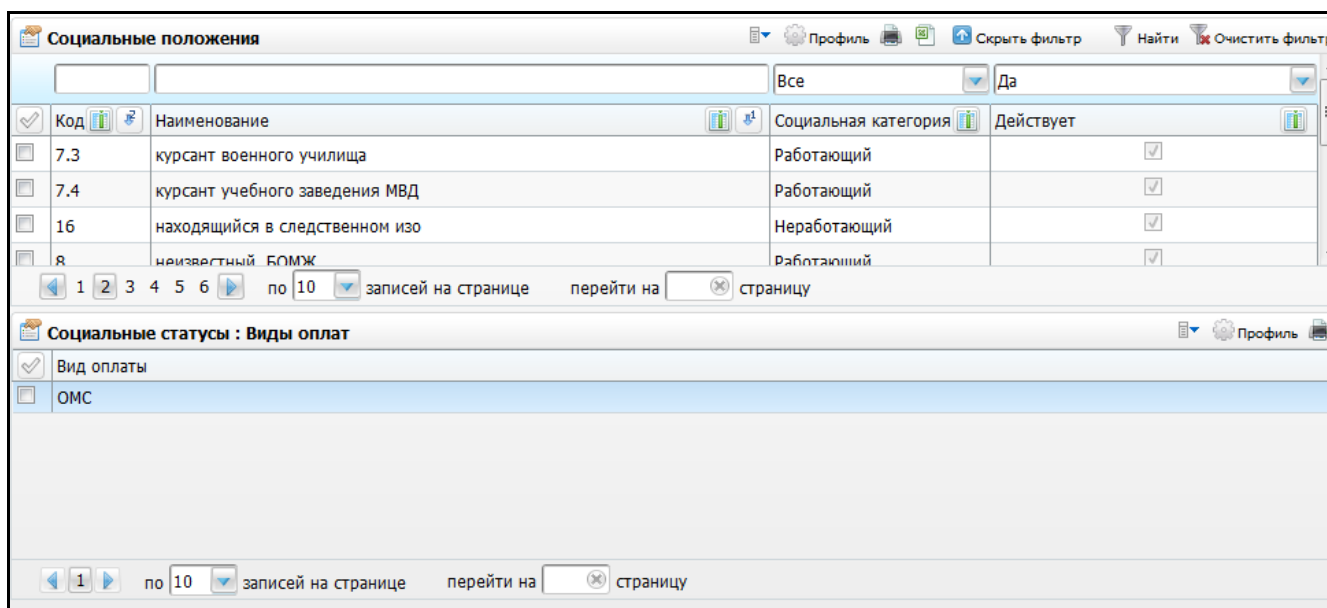 Социальные положения Профиль Скрыть фильтр Найти Очистить фильтр
Все Да
Код 2 Наименование 1 Социальная категория Действует
7.3 курсант военного училища Работающий
7.4 курсант учебного заведения МВД Работающий
16 находящийся в следственном изо Неработающий
8 неизвестный, БОМЖ Работающий
1 2 3 4 5 6 по 10 записей на странице перейти на страницу
Социальные статусы : Виды оплат Профиль
Вид оплаты
ОМС
1 по 10 записей на странице перейти на страницу